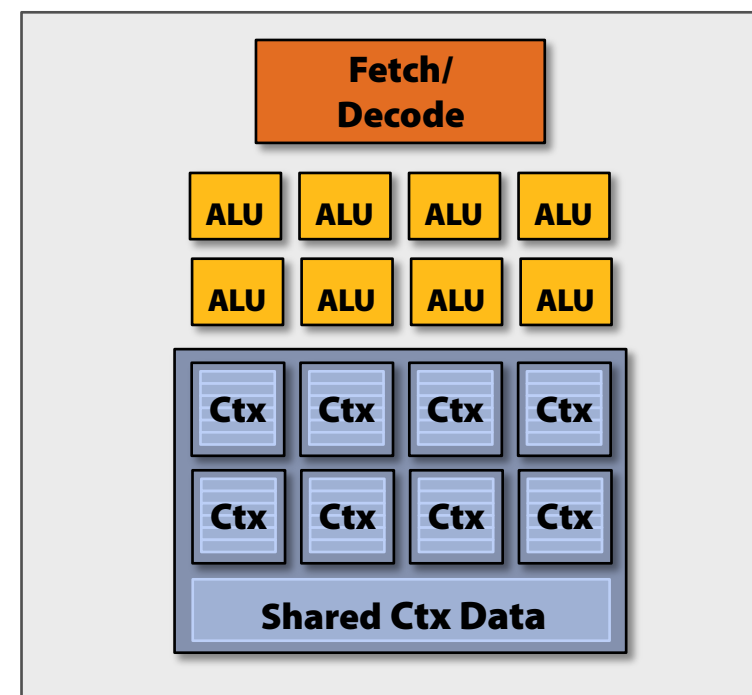 Fetch/
Decode
ALU ALU ALU ALU
ALU ALU ALU ALU
Ctx Ctx Ctx Ctx
Ctx Ctx Ctx Ctx
Shared Ctx Data